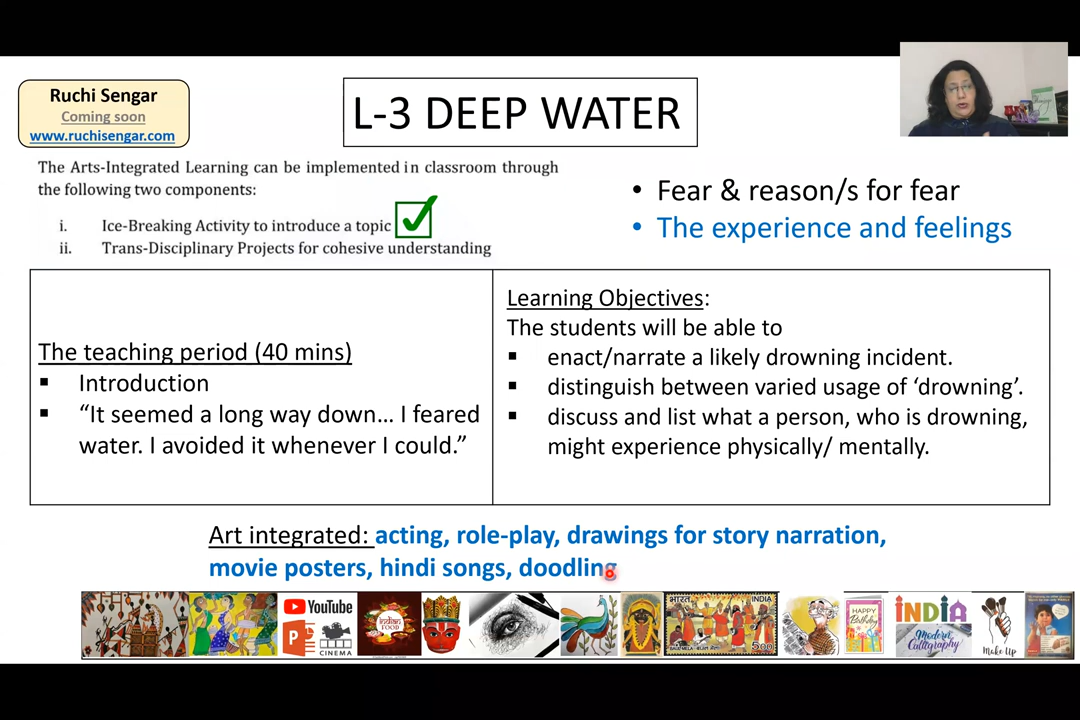 Ruchi Sengar
Coming soon
www.ruchisengar.com
L-3 DEEP WATER
The Arts-Integrated Learning can be implemented in classroom through
the following two components:
i. Ice-Breaking Activity to introduce a topic
ii. Trans-Disciplinary Projects for cohesive understanding
• Fear & reason/s for fear
• The experience and feelings
The teaching period (40 mins)
▪ Introduction
▪ “It seemed a long way down… I feared
water. I avoided it whenever I could.”
Learning Objectives:
The students will be able to
▪ enact/narrate a likely drowning incident.
▪ distinguish between varied usage of ‘drowning’.
▪ discuss and list what a person, who is drowning,
might experience physically/ mentally.
Art integrated: acting, role-play, drawings for story narration,
movie posters, hindi songs, doodling
YouTube
P
CINEMA
indian
FOOD
भारत INDIA
500
HAPPY
Birthday
INDIA
Modern
Calligraphy
Make Up